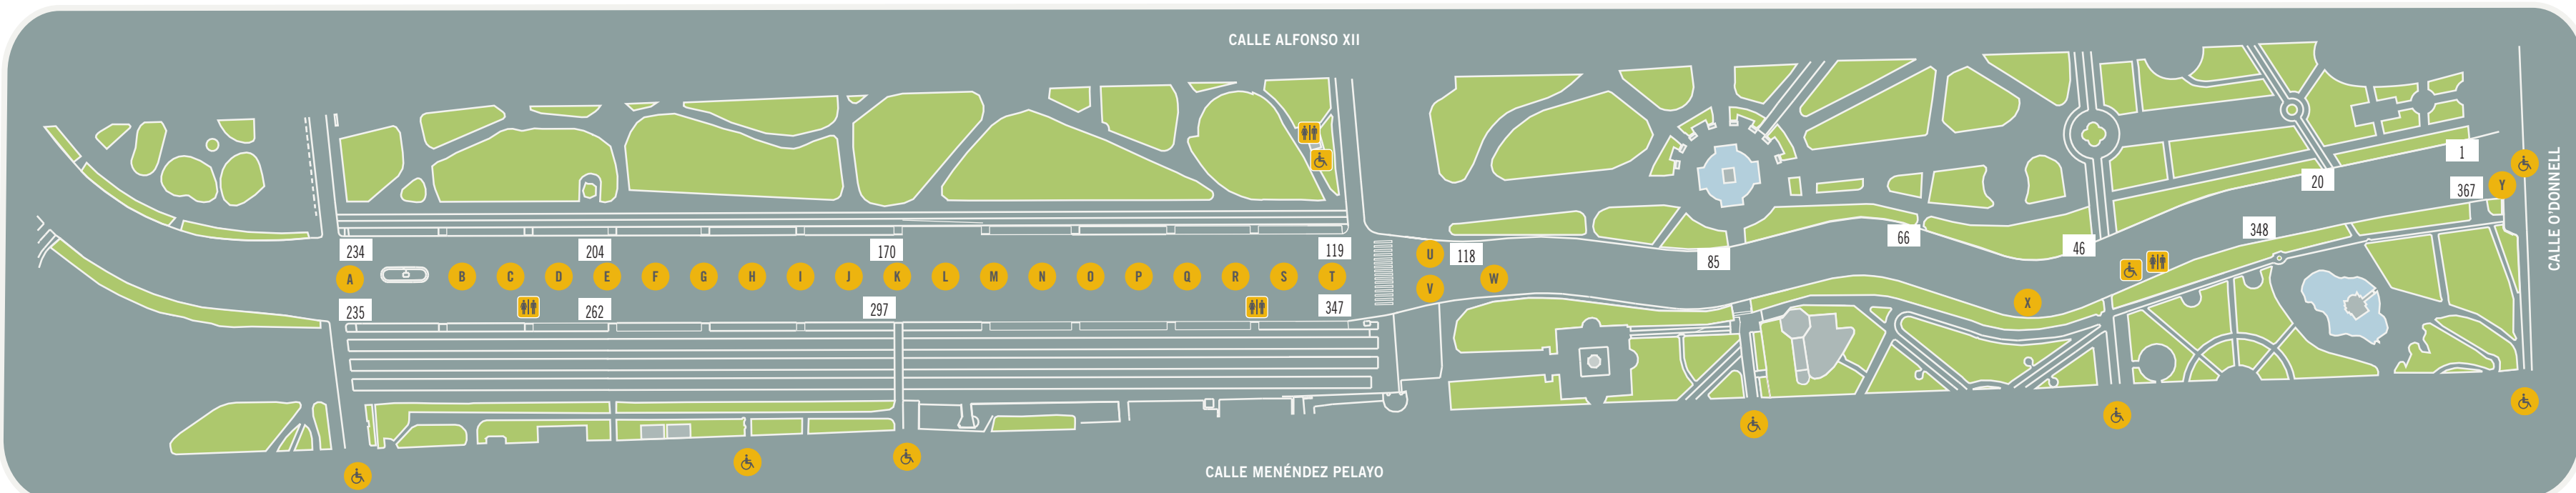 CALLE ALFONSO XII
1
367
Y
20
CALLE O'DONNELL
348
46
66
85
118
U
V
W
X
119
347
234
204
170
A
B
C
D
E
F
G
H
I
J
K
L
M
N
O
P
Q
R
S
T
235
262
297
CALLE MENÉNDEZ PELAYO